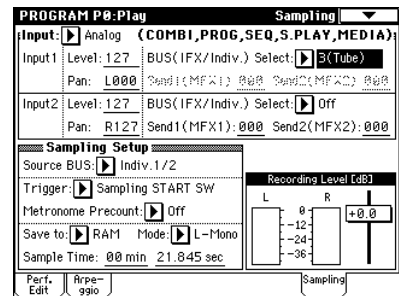 PROGRAM P0:Play Sampling
Input: Analog (COMBI,PROG,SEQ,S.PLAY,MEDIA):
Input1 Level: 127 BUS(IFX/Indiv.) Select: 3(Tube)
Pan: L000 Send1(MFX1) 000 Send2(MFX2) 000
Input2 Level: 127 BUS(IFX/Indiv.) Select: Off
Pan: R127 Send1(MFX1): 000 Send2(MFX2): 000
Sampling Setup
Source BUS: Indiv.1/2
Trigger: Sampling START SW
Metronome Precount: Off
Save to: RAM Mode: L-Mono
Sample Time: 00 min 21.845 sec
Recording Level [dB]
L R
0
+0.0
-12
-24
-36
Perf. Edit
Arpe-ggio
Sampling